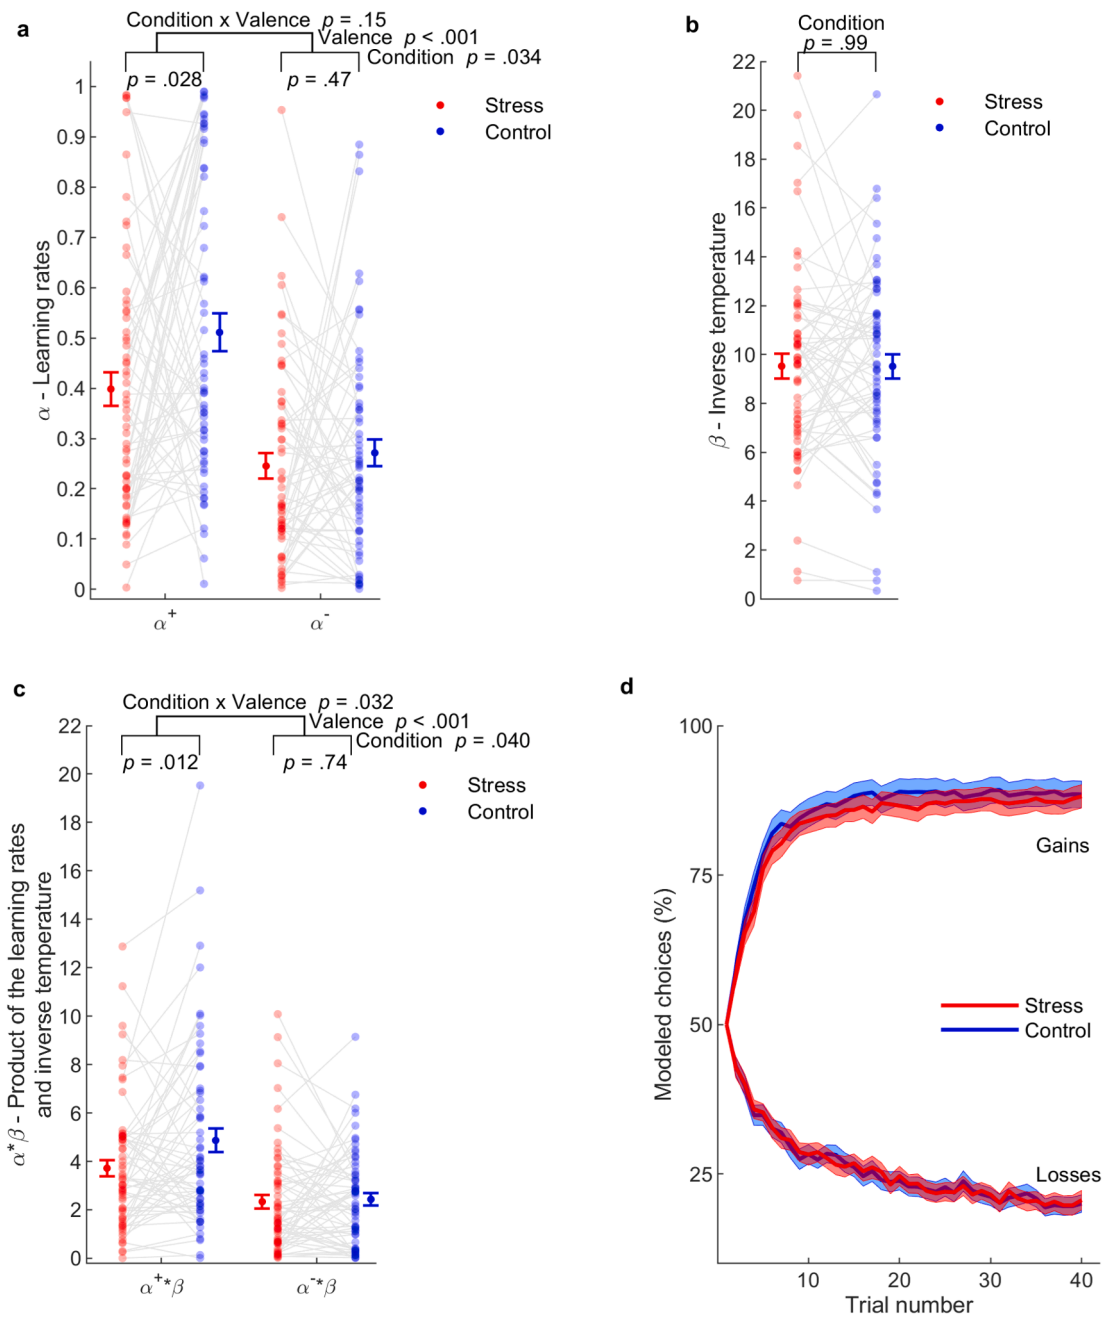 a
Condition x Valence p = .15
Valence p < .001
Condition p = .034
p = .028
p = .47
Stress
Control
1
0.9
0.8
0.7
0.6
0.5
0.4
0.3
0.2
0.1
0
α - Learning rates
α+
α-
b
Condition
p = .99
Stress
Control
22
20
18
16
14
12
10
8
6
4
2
0
β - Inverse temperature
c
Condition x Valence p = .032
Valence p < .001
Condition p = .040
p = .012
p = .74
Stress
Control
22
20
18
16
14
12
10
8
6
4
2
0
α*β - Product of the learning rates
and inverse temperature
α+*β
α-*β
d
100
75
50
25
Modeled choices (%)
Gains
Stress
Control
Losses
10 20 30 40
Trial number